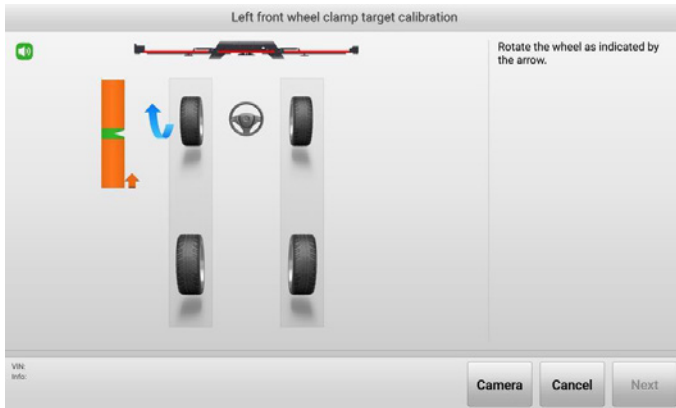 Left front wheel clamp target calibration
Rotate the wheel as indicated by
the arrow.
VIN:
Info:
Camera
Cancel
Next